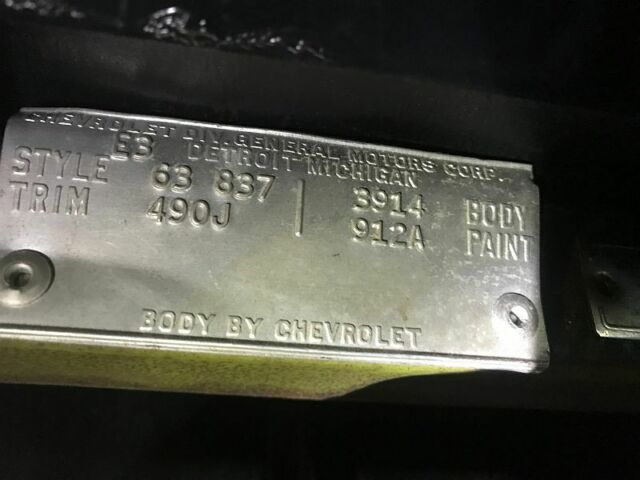 CHEVROLET DIV. GENERAL MOTORS CORP.
E3 DETROIT MICHIGAN
STYLE 63 837 | 3914 BODY
TRIM 490J | 912A PAINT
BODY BY CHEVROLET